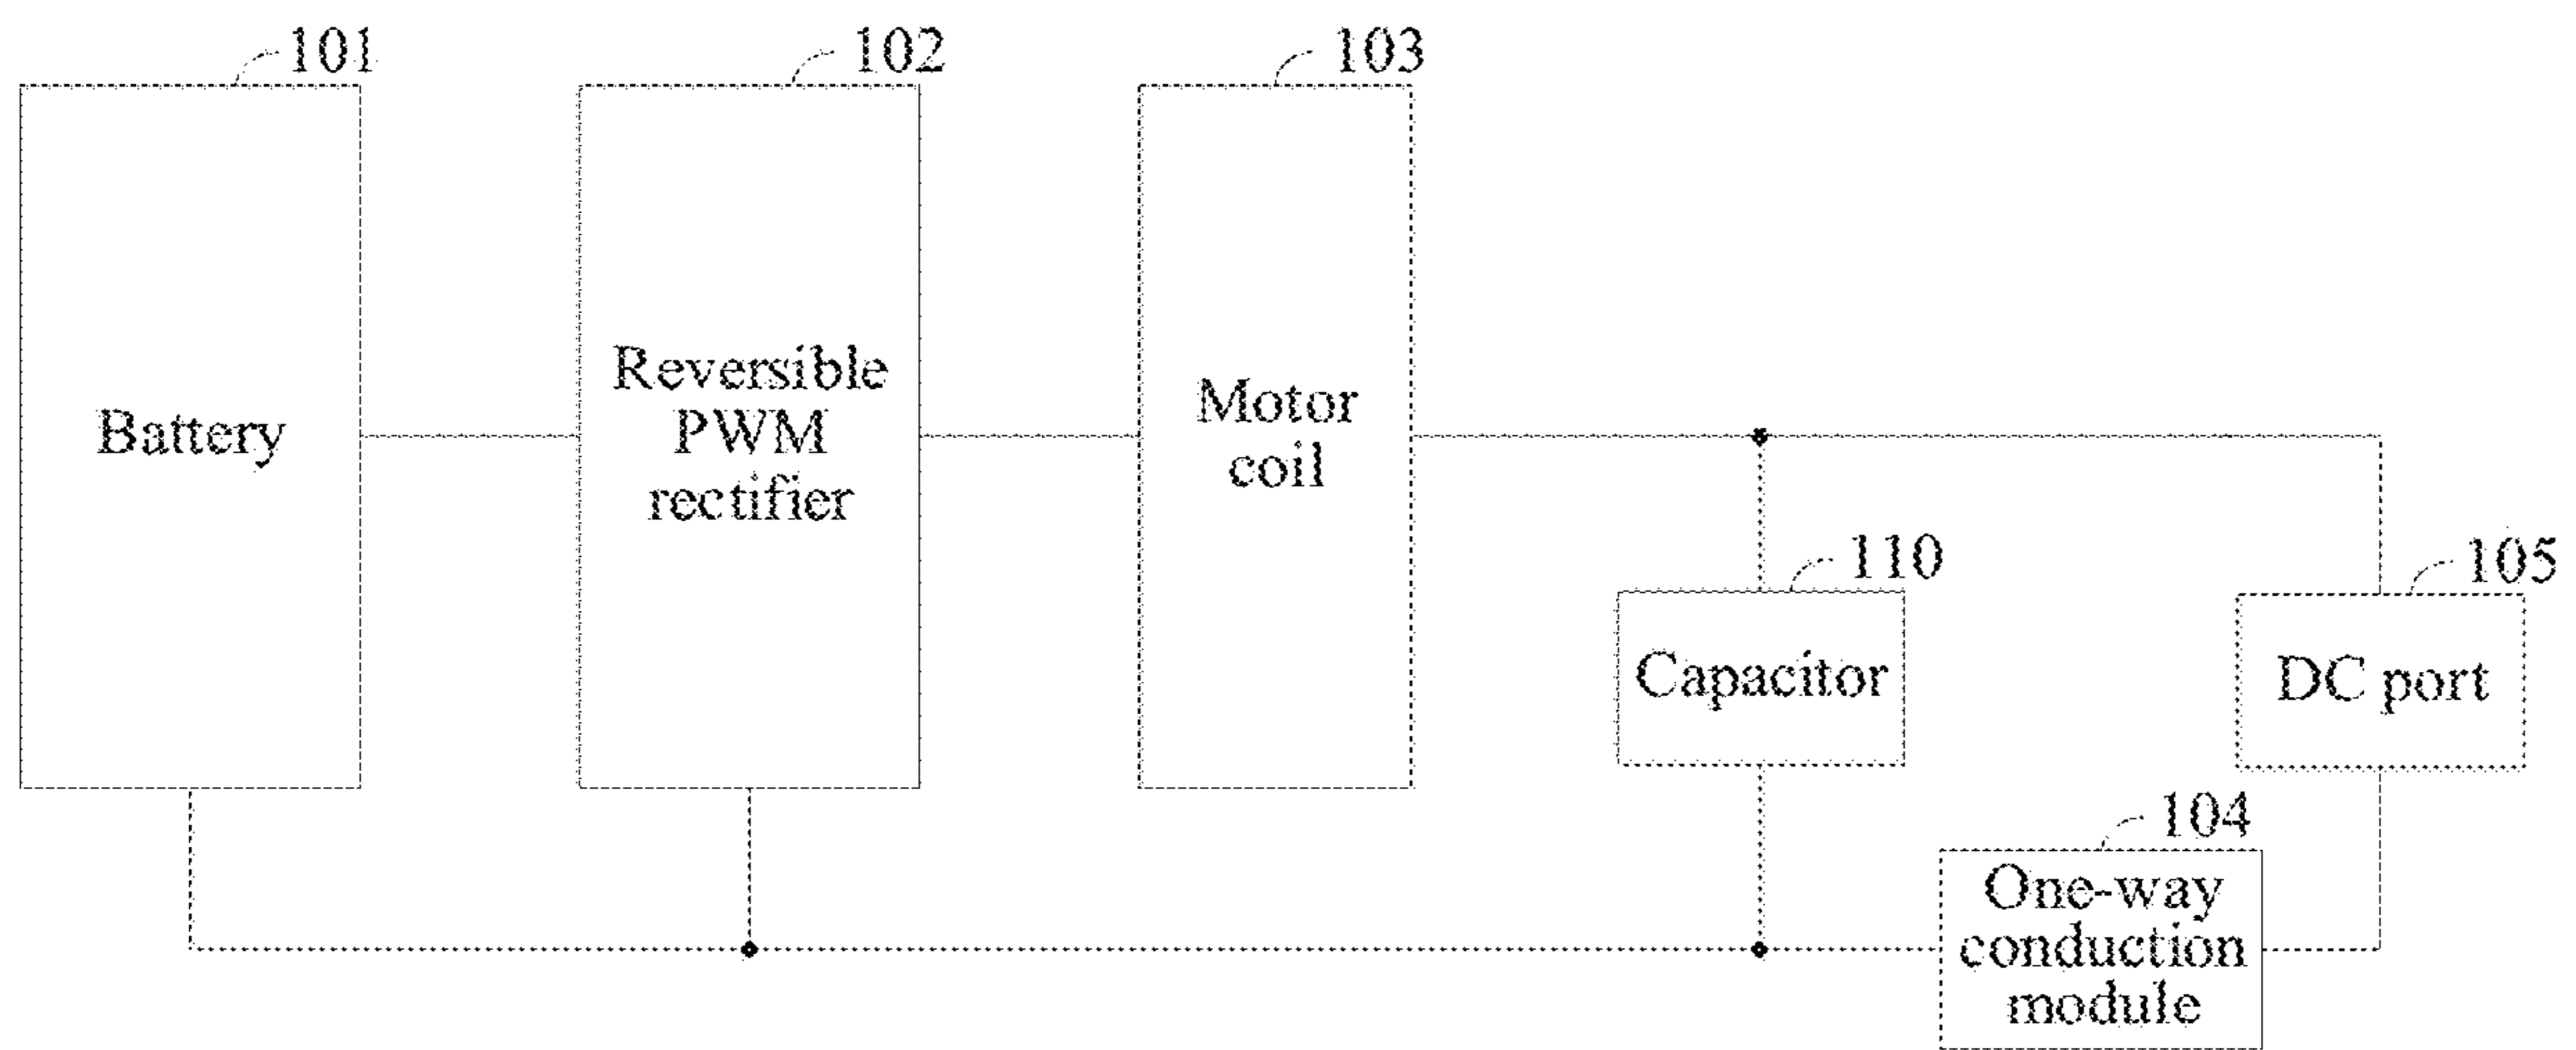 101
102
103
Battery
Reversible
PWM
rectifier
Motor
coil
110
Capacitor
105
DC port
104
One-way
conduction
module